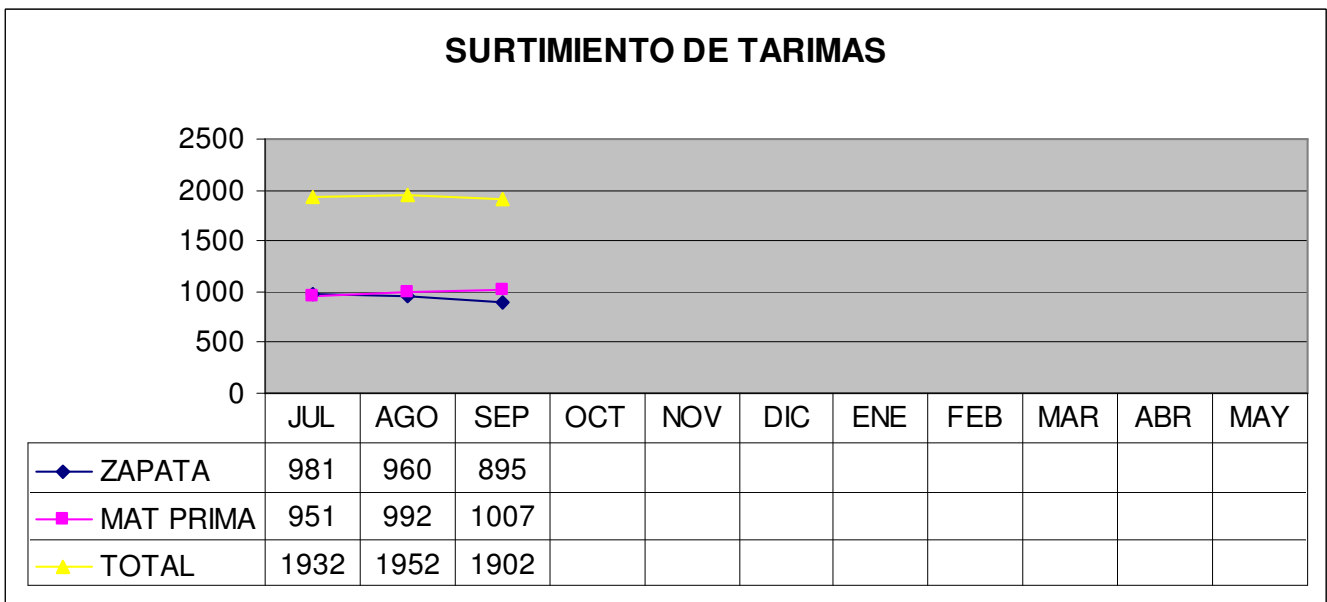 SURTIMIENTO DE TARIMAS
2500
2000
1500
1000
500
0
JUL AGO SEP OCT NOV DIC ENE FEB MAR ABR MAY
ZAPATA 981 960 895
MAT PRIMA 951 992 1007
TOTAL 1932 1952 1902